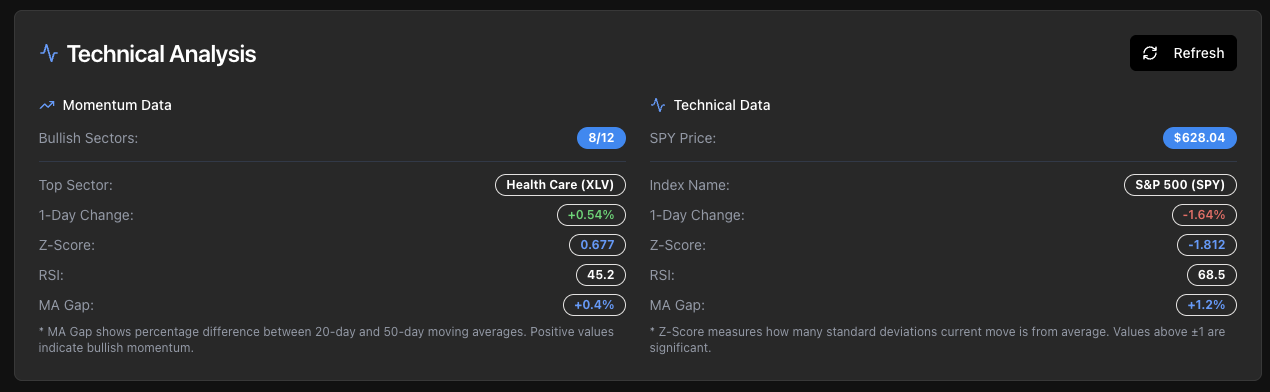 Technical Analysis
Refresh
Momentum Data
Bullish Sectors: 8/12
Top Sector: Health Care (XLV)
1-Day Change: +0.54%
Z-Score: 0.677
RSI: 45.2
MA Gap: +0.4%
* MA Gap shows percentage difference between 20-day and 50-day moving averages. Positive values
indicate bullish momentum.
Technical Data
SPY Price: $628.04
Index Name: S&P 500 (SPY)
1-Day Change: -1.64%
Z-Score: -1.812
RSI: 68.5
MA Gap: +1.2%
* Z-Score measures how many standard deviations current move is from average. Values above ±1 are
significant.